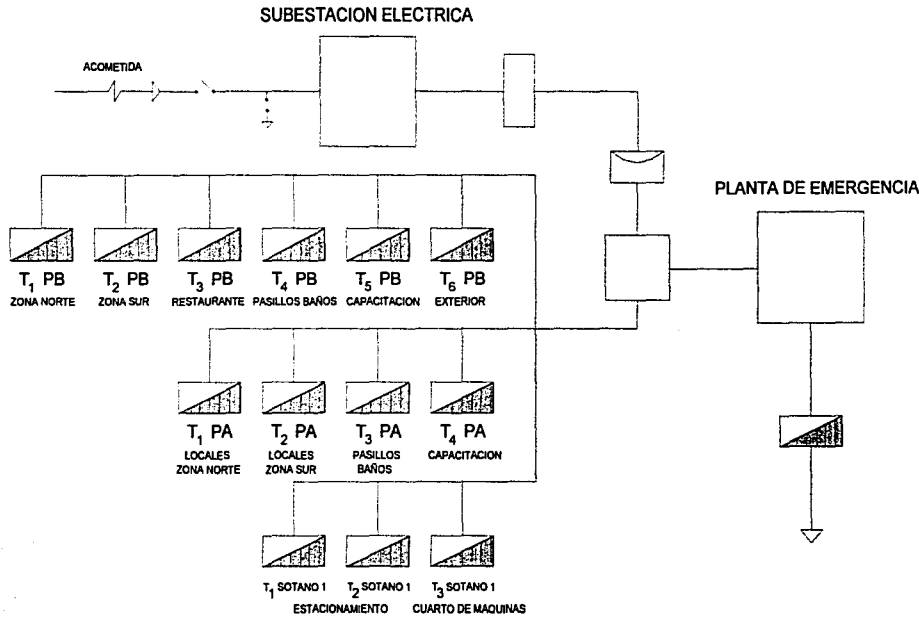 SUBESTACION ELECTRICA
ACOMETIDA
PLANTA DE EMERGENCIA
T1 PB
ZONA NORTE
T2 PB
ZONA SUR
T3 PB
RESTAURANTE
T4 PB
PASILLOS BAÑOS
T5 PB
CAPACITACION
T6 PB
EXTERIOR
T1 PA
LOCALES
ZONA NORTE
T2 PA
LOCALES
ZONA SUR
T3 PA
PASILLOS
BAÑOS
T4 PA
CAPACITACION
T1 SOTANO 1
T2 SOTANO 1
ESTACIONAMIENTO
T3 SOTANO 1
CUARTO DE MAQUINAS